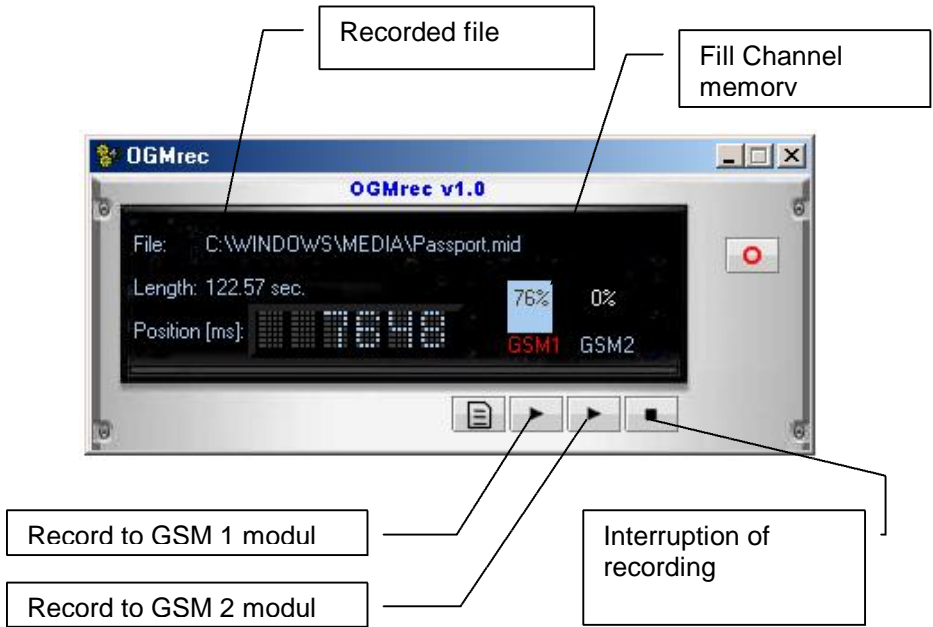 Recorded file
Fill Channel
memory
OGMrec
OGMrec v1.0
File: C:\WINDOWS\MEDIA\Passport.mid
Length: 122.57 sec.
76% 0%
Position [ms]: 7648
GSM1 GSM2
Record to GSM 1 modul
Interruption of
recording
Record to GSM 2 modul